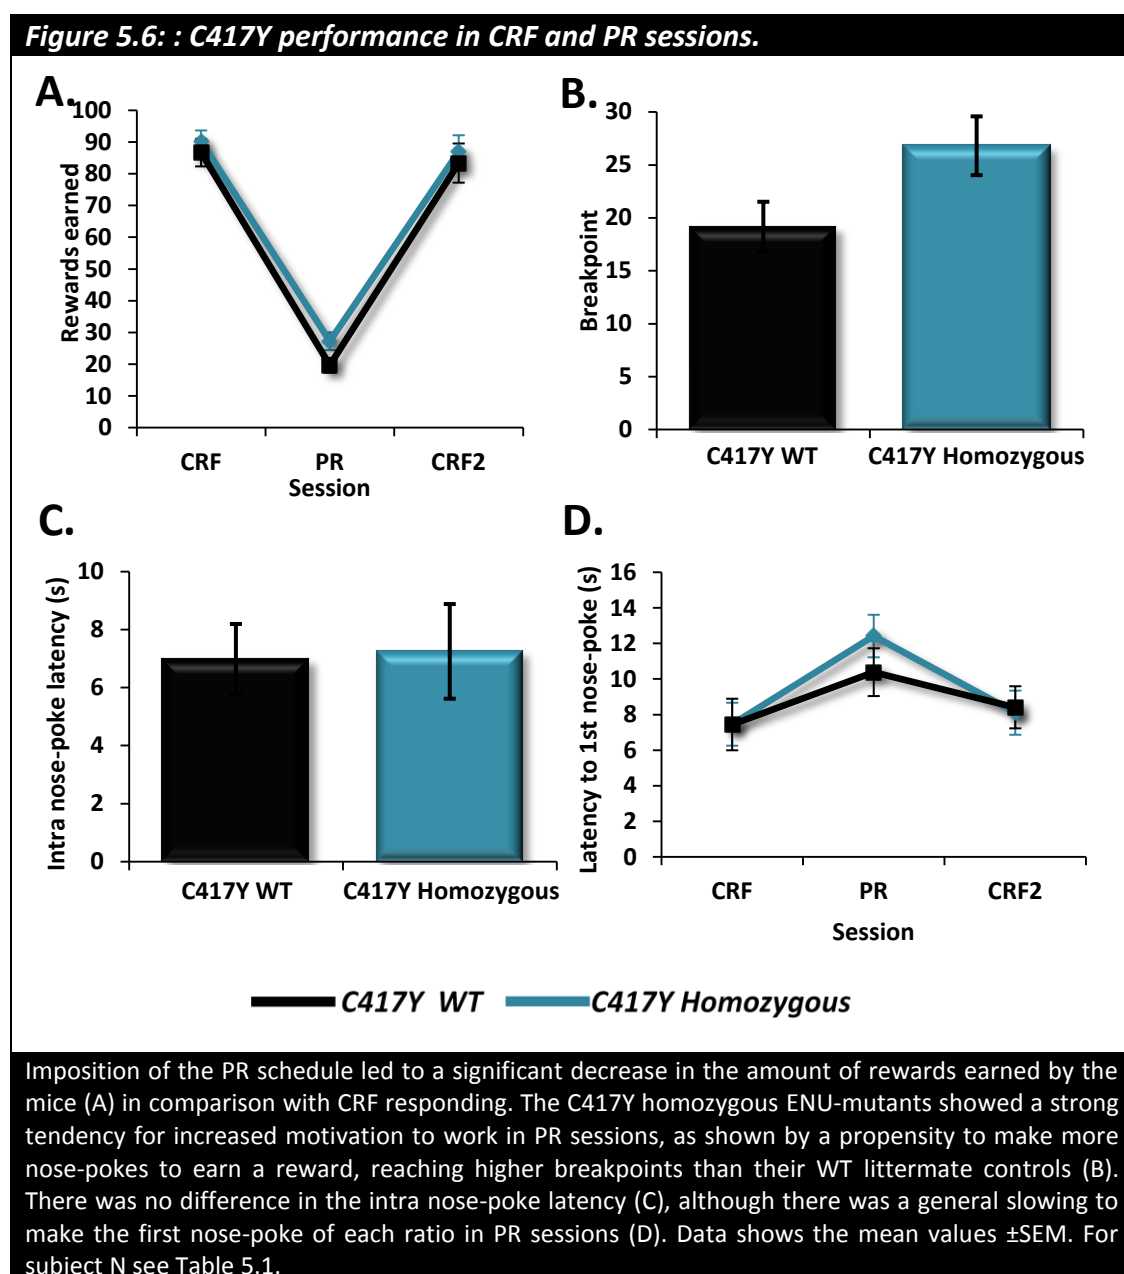 Figure 5.6: : C417Y performance in CRF and PR sessions.
A.
100
90
80
70
60
50
40
30
20
10
0
Rewards earned
CRF
PR
CRF2
Session
B.
30
25
20
15
10
5
0
Breakpoint
C417Y WT
C417Y Homozygous
C.
10
8
6
4
2
0
Intra nose-poke latency (s)
C417Y WT
C417Y Homozygous
D.
16
14
12
10
8
6
4
2
0
Latency to 1st nose-poke (s)
CRF
PR
CRF2
Session
C417Y WT
C417Y Homozygous
Imposition of the PR schedule led to a significant decrease in the amount of rewards earned by the
mice (A) in comparison with CRF responding. The C417Y homozygous ENU-mutants showed a strong
tendency for increased motivation to work in PR sessions, as shown by a propensity to make more
nose-pokes to earn a reward, reaching higher breakpoints than their WT littermate controls (B).
There was no difference in the intra nose-poke latency (C), although there was a general slowing to
make the first nose-poke of each ratio in PR sessions (D). Data shows the mean values ±SEM. For
subject N see Table 5.1.